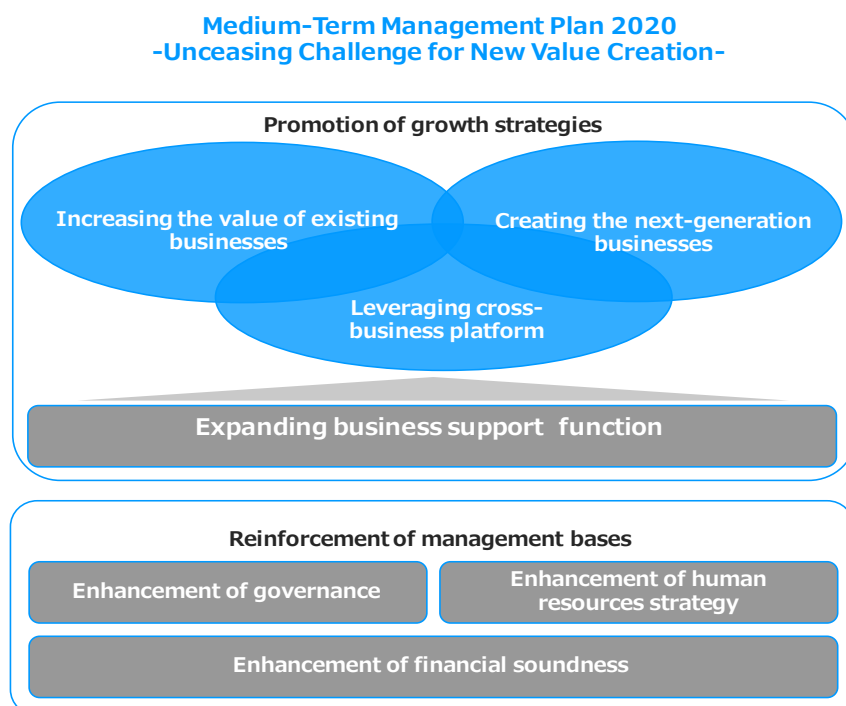 Medium-Term Management Plan 2020
-Unceasing Challenge for New Value Creation-
Promotion of growth strategies
Increasing the value of existing
businesses
Creating the next-generation
businesses
Leveraging cross-
business platform
Expanding business support function
Reinforcement of management bases
Enhancement of governance
Enhancement of human
resources strategy
Enhancement of financial soundness